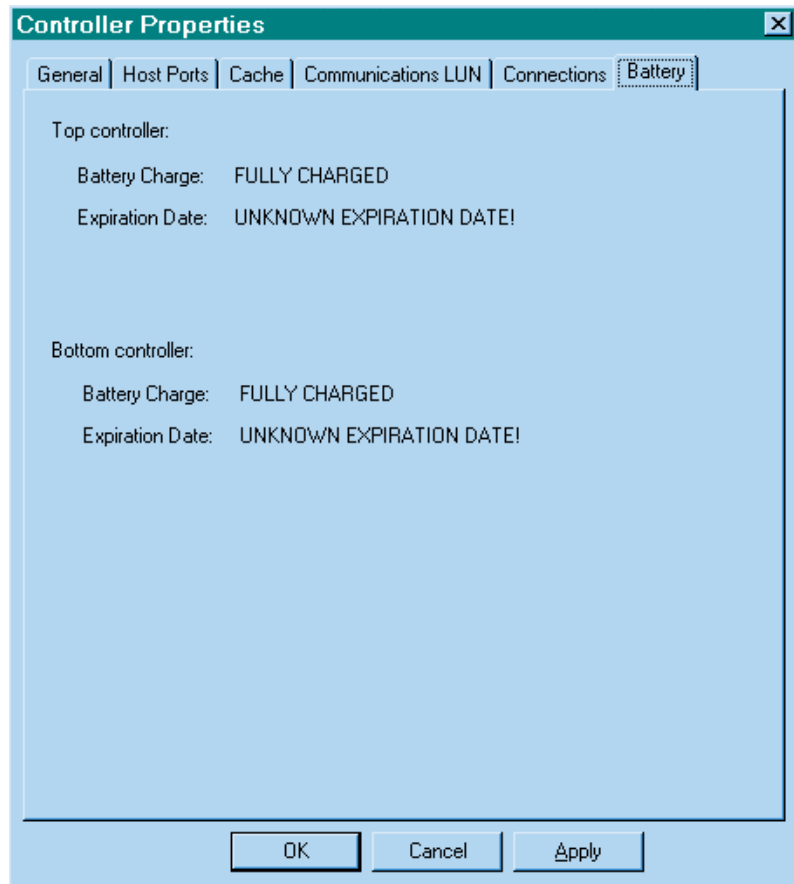 Controller Properties
General Host Ports Cache Communications LUN Connections Battery
Top controller:
Battery Charge: FULLY CHARGED
Expiration Date: UNKNOWN EXPIRATION DATE!
Bottom controller:
Battery Charge: FULLY CHARGED
Expiration Date: UNKNOWN EXPIRATION DATE!
OK Cancel Apply